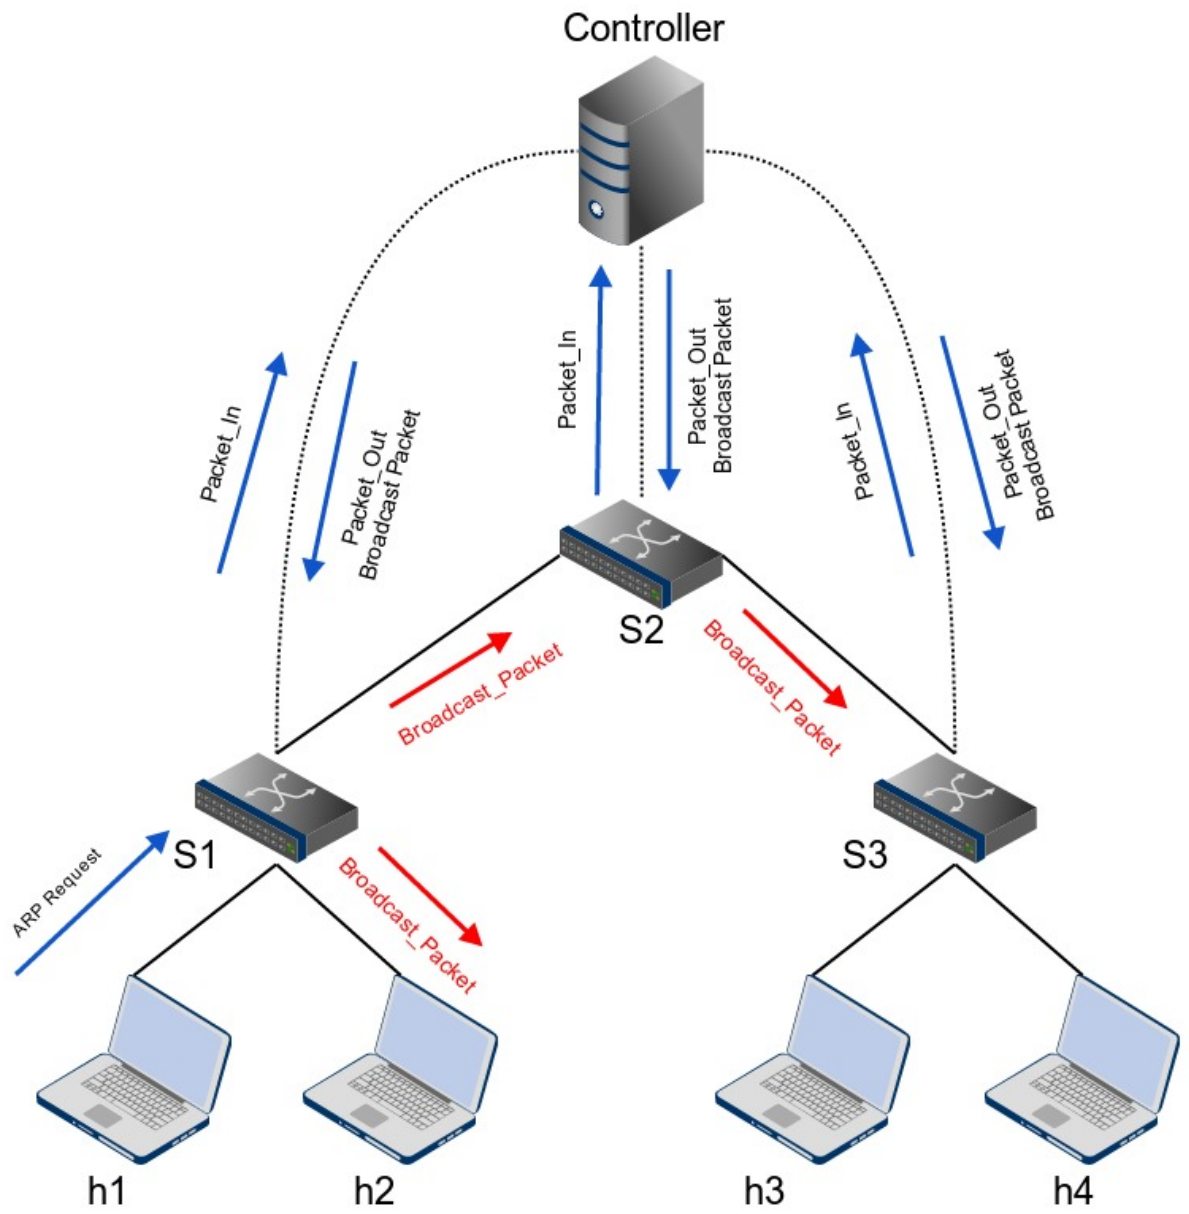 Controller
Packet_In
Packet_Out
Broadcast Packet
Packet_In
Packet_Out
Broadcast Packet
Packet_In
Packet_Out
Broadcast Packet
S2
Broadcast_Packet
Broadcast_Packet
S1
S3
ARP Request
Broadcast_Packet
h1
h2
h3
h4